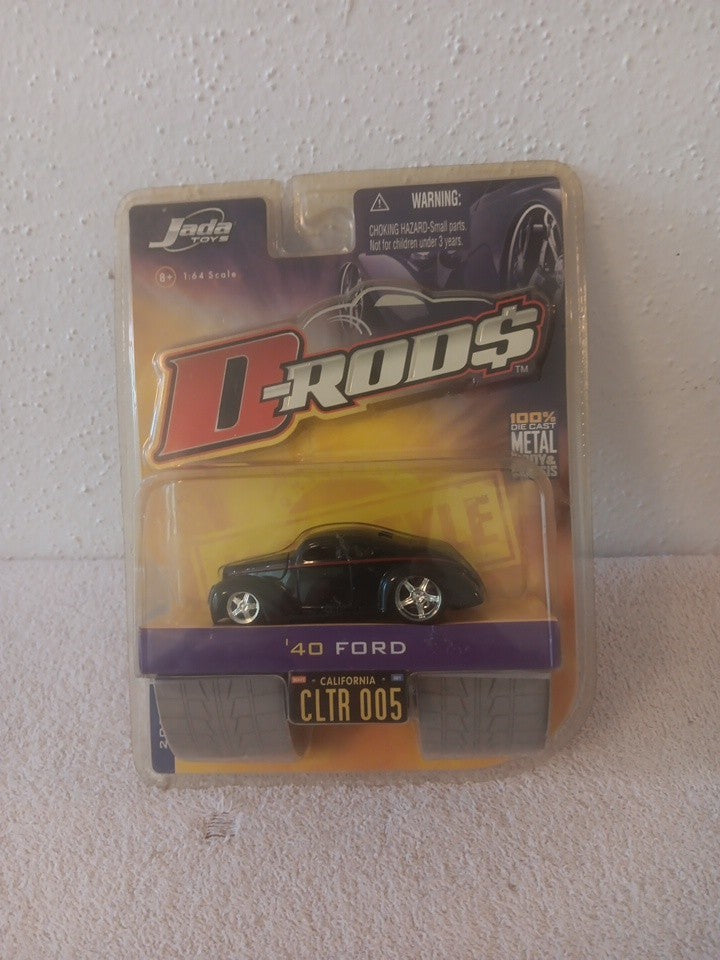 Jada
TOYS
WARNING:
CHOKING HAZARD-Small parts.
Not for children under 3 years.
8+ 1:64 Scale
D-ROD$ TM
100%
DIE CAST
METAL
'40 FORD
CALIFORNIA
CLTR 005